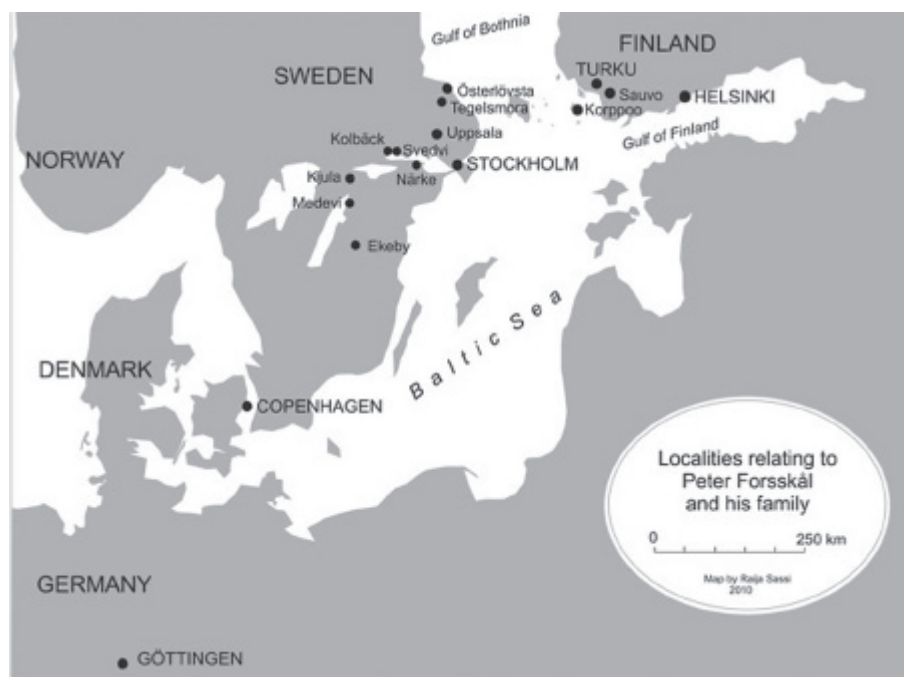 Gulf of Bothnia
FINLAND
SWEDEN
TURKU
Österlövsta
Sauvo
HELSINKI
Tegelsmora
Korppoo
Gulf of Finland
Uppsala
Kolbäck
Svedvi
NORWAY
STOCKHOLM
Kjula
Närke
Medevi
Ekeby
Baltic Sea
DENMARK
COPENHAGEN
Localities relating to
Peter Forsskål
and his family
0 250 km
Map by Raija Sassi
2010
GERMANY
GÖTTINGEN